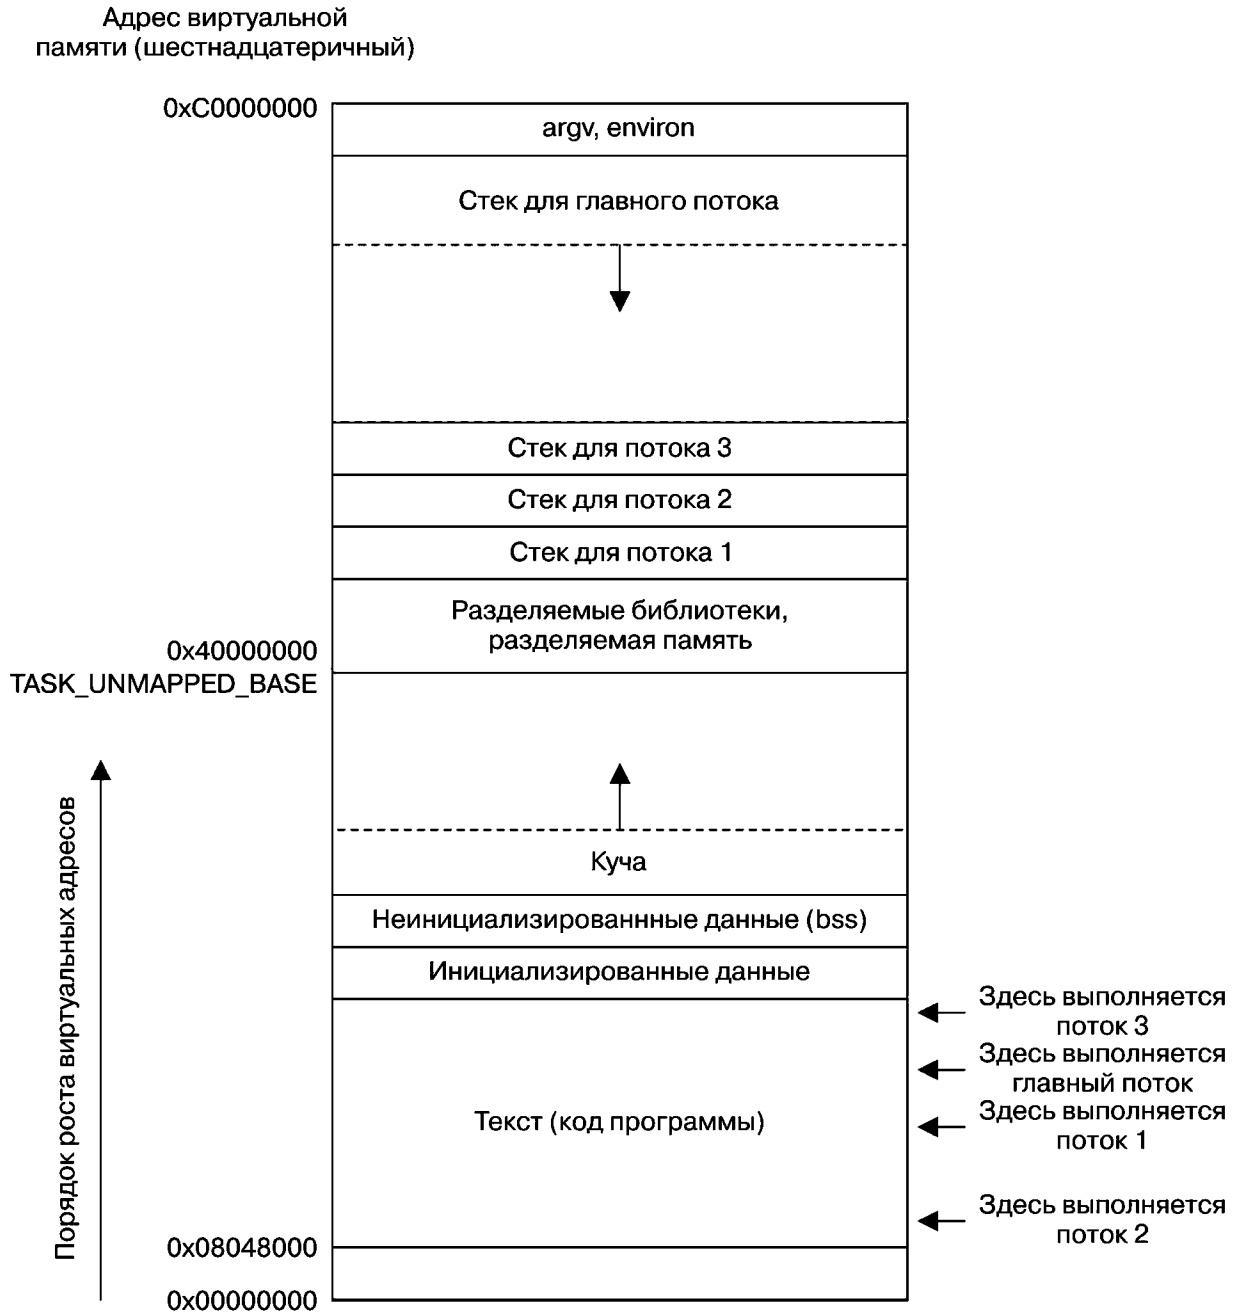 Адрес виртуальной
памяти (шестнадцатеричный)
0xC0000000
argv, environ
Стек для главного потока
Стек для потока 3
Стек для потока 2
Стек для потока 1
Разделяемые библиотеки,
разделяемая память
0x40000000
TASK_UNMAPPED_BASE
Порядок роста виртуальных адресов
Куча
Неинициализированнные данные (bss)
Инициализированные данные
Здесь выполняется
поток 3
Здесь выполняется
главный поток
Текст (код программы)
Здесь выполняется
поток 1
Здесь выполняется
поток 2
0x08048000
0x00000000